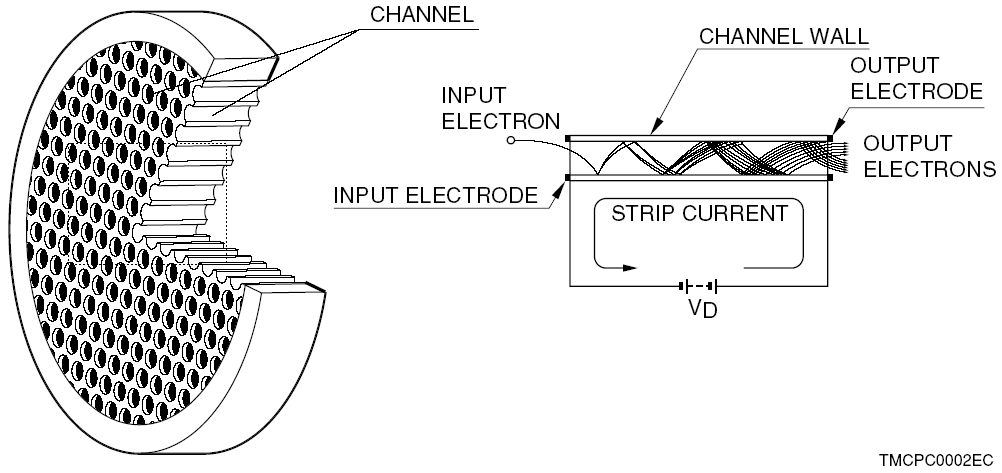 CHANNEL
CHANNEL WALL
OUTPUT
ELECTRODE
INPUT
ELECTRON
OUTPUT
ELECTRONS
INPUT ELECTRODE
STRIP CURRENT
VD
TMCPC0002EC